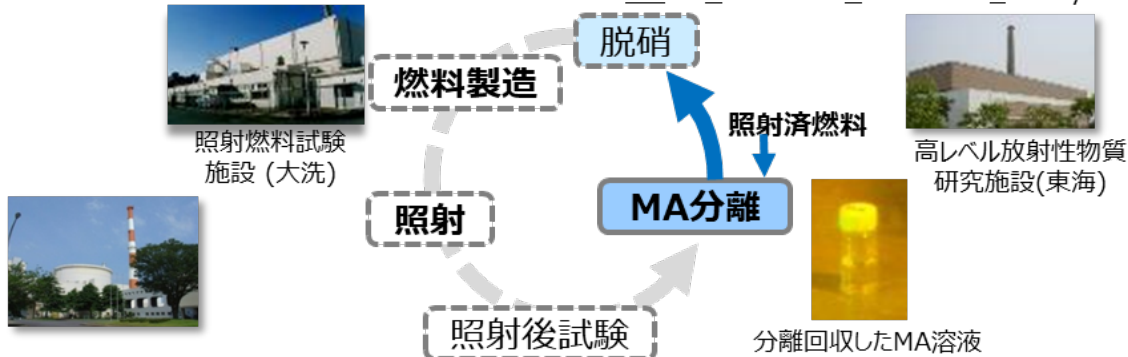 脱硝
燃料製造
照射燃料試験
施設 (大洗)
照射済燃料
高レベル放射性物質
研究施設(東海)
MA分離
照射
照射後試験
分離回収したMA溶液